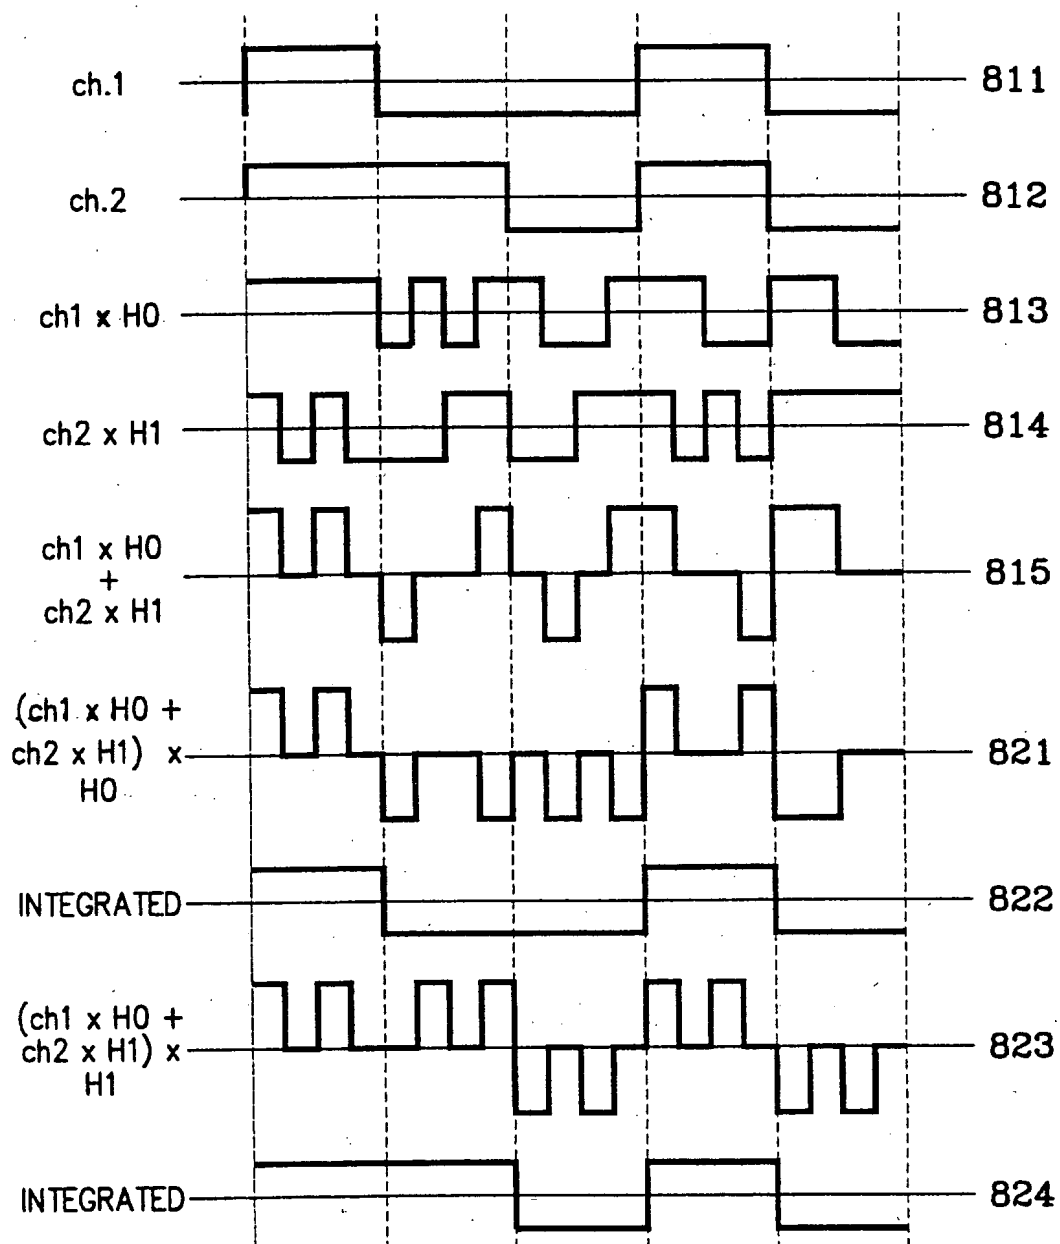 ch.1 811
ch.2 812
ch1 x H0 813
ch2 x H1 814
ch1 x H0
+
ch2 x H1
815
(ch1 x H0 +
ch2 x H1) x
H0
821
INTEGRATED 822
(ch1 x H0 +
ch2 x H1) x
H1
823
INTEGRATED 824